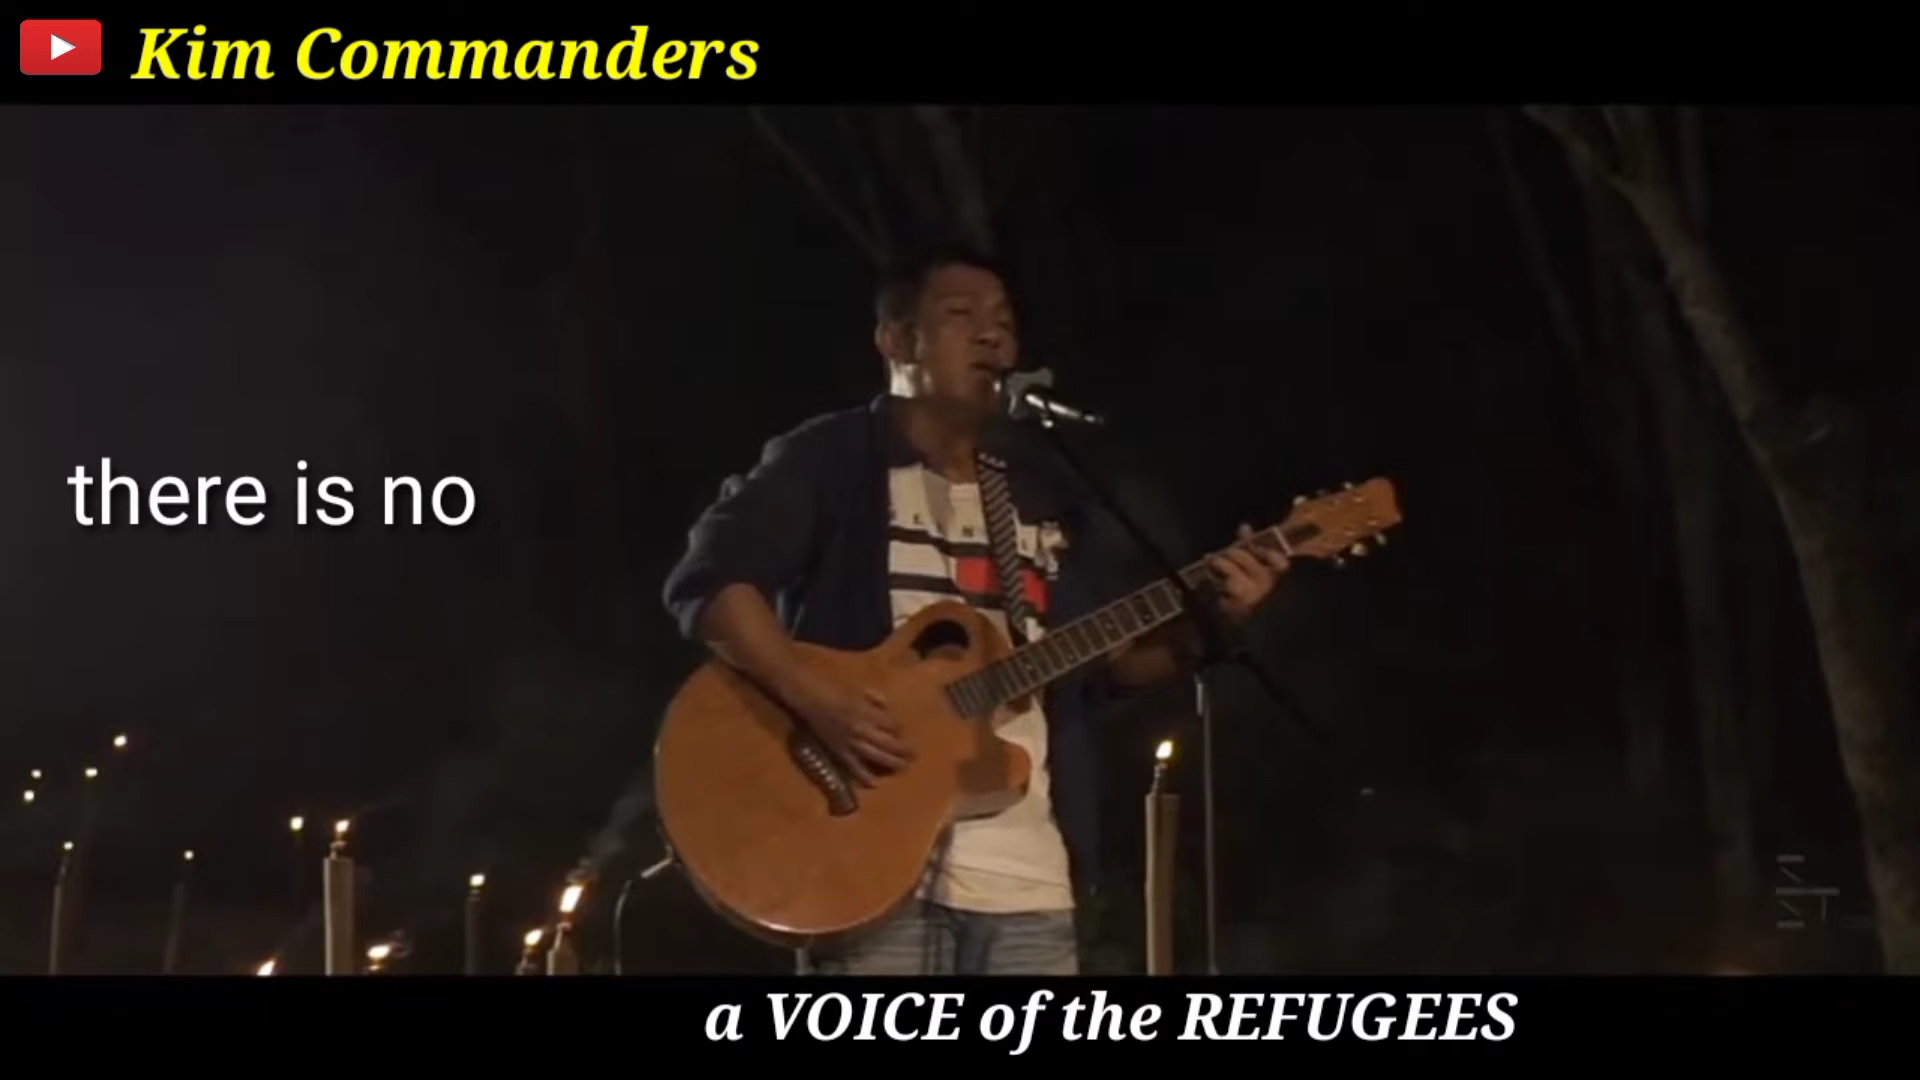 Kim Commanders
there is no
a VOICE of the REFUGEES